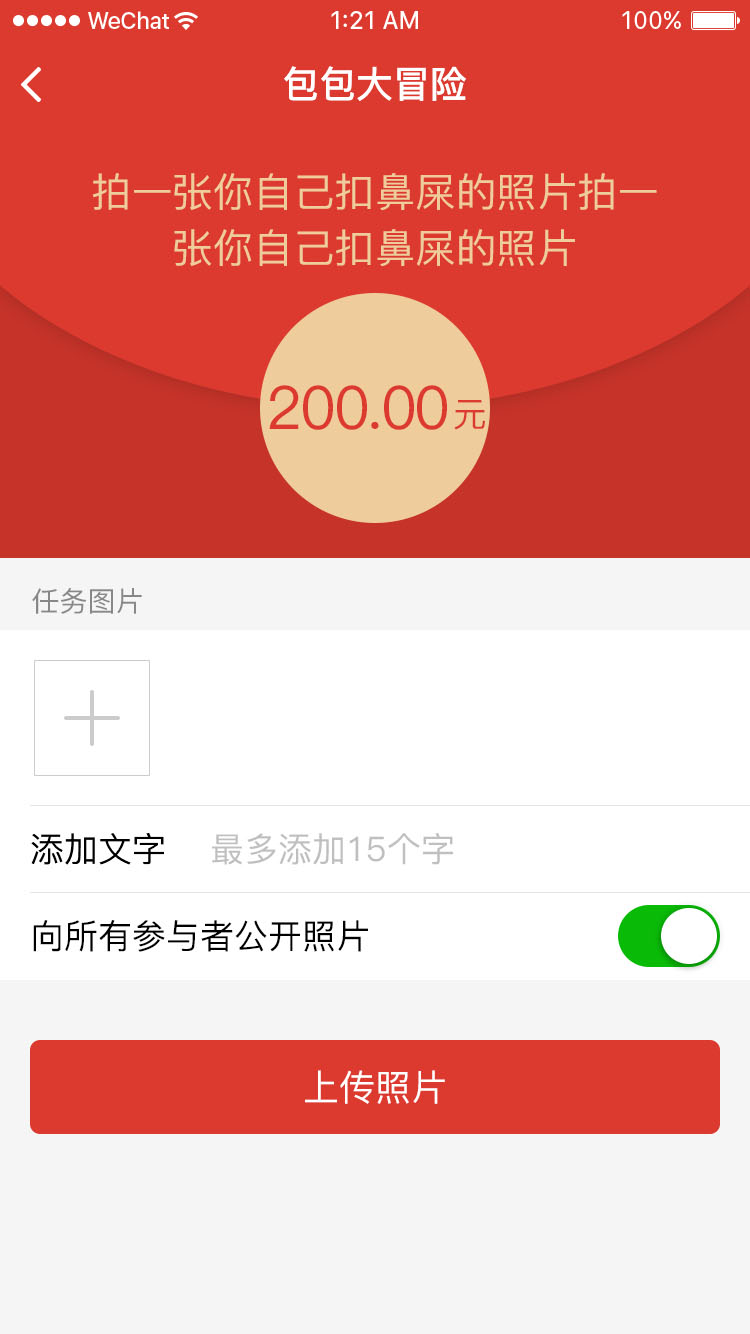 WeChat 1:21 AM 100%
包包大冒险
拍一张你自己扣鼻屎的照片拍一
张你自己扣鼻屎的照片
200.00元
任务图片
添加文字 最多添加15个字
向所有参与者公开照片
上传照片